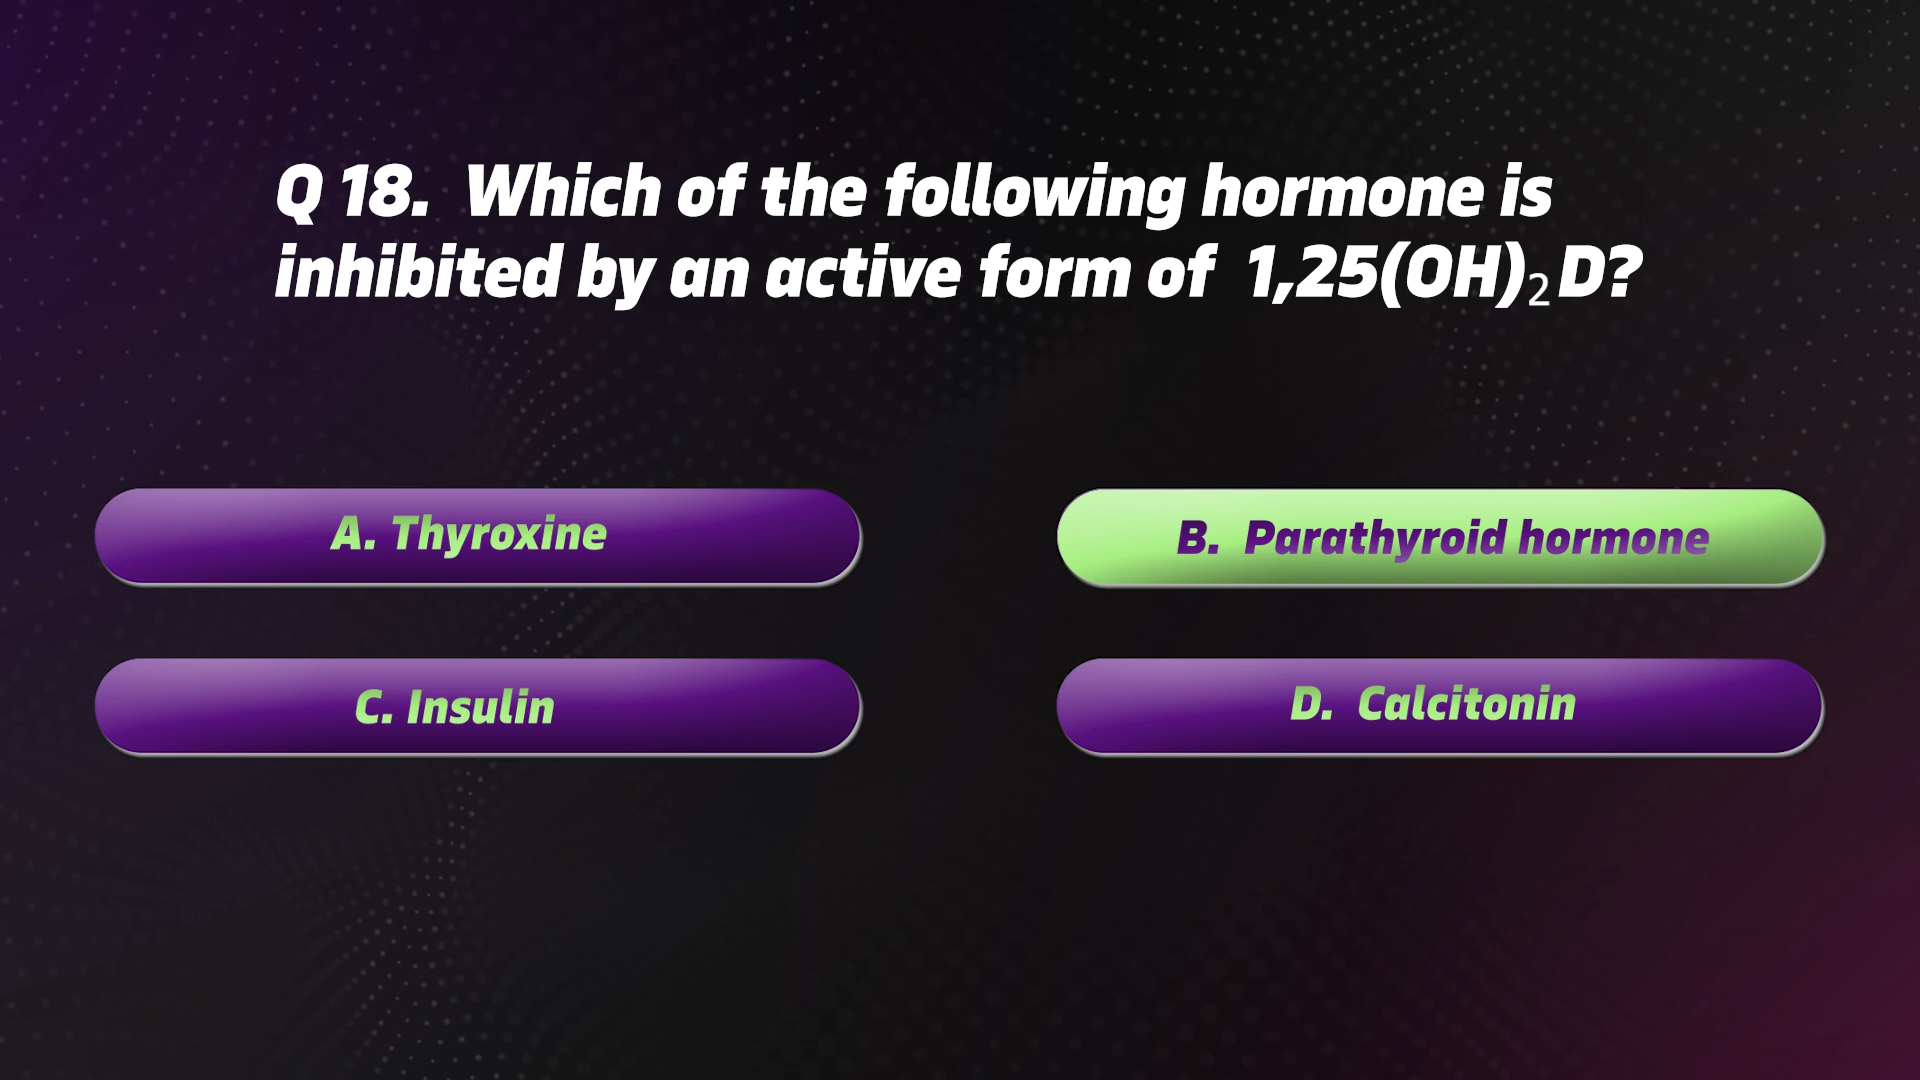 Q 18. Which of the following hormone is
inhibited by an active form of 1,25(OH)₂D?
A. Thyroxine
B. Parathyroid hormone
C. Insulin
D. Calcitonin